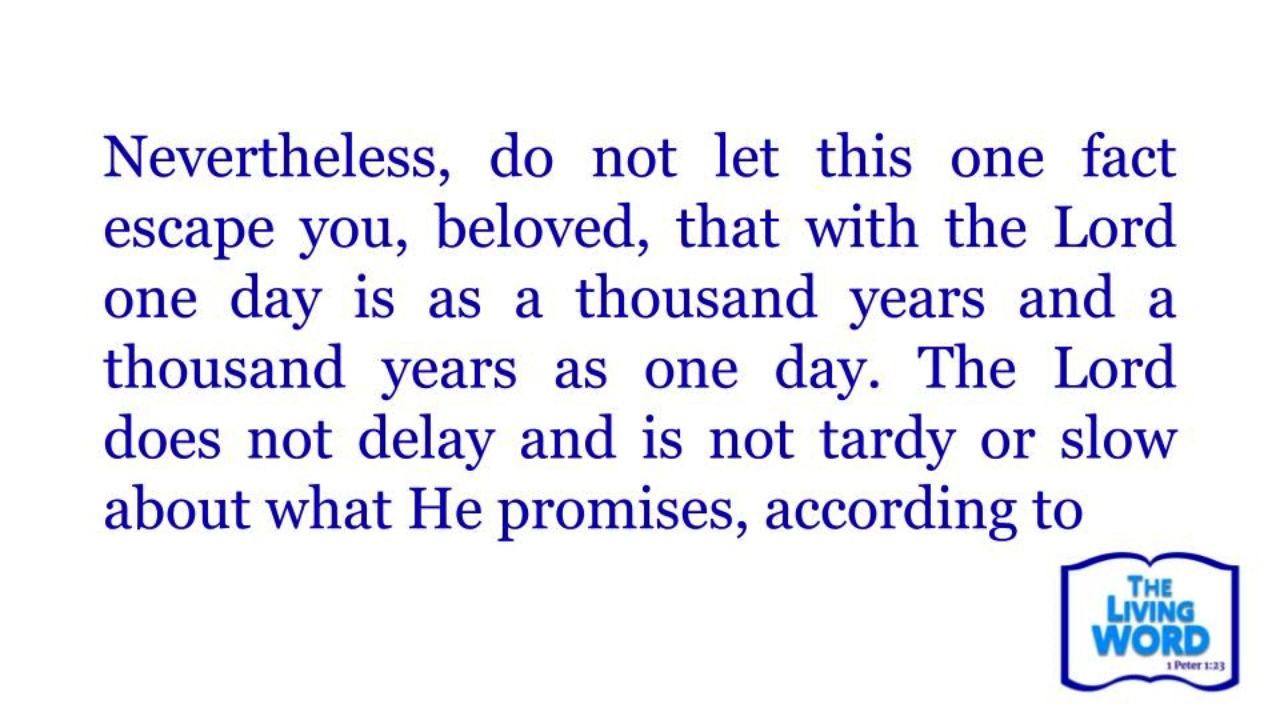 Nevertheless, do not let this one fact
escape you, beloved, that with the Lord
one day is as a thousand years and a
thousand years as one day. The Lord
does not delay and is not tardy or slow
about what He promises, according to
THE
LIVING
WORD
1 Peter 1:23